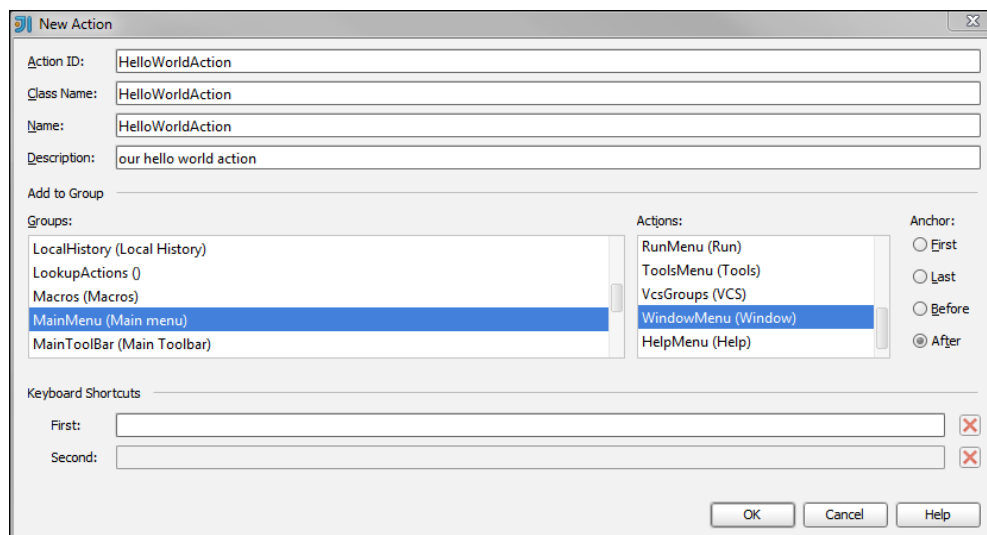 New Action
Action ID: HelloWorldAction
Class Name: HelloWorldAction
Name: HelloWorldAction
Description: our hello world action
Add to Group
Groups: Actions: Anchor:
LocalHistory (Local History) RunMenu (Run) First
LookupActions () ToolsMenu (Tools) Last
Macros (Macros) VcsGroups (VCS) Before
MainMenu (Main menu) WindowMenu (Window) After
MainToolBar (Main Toolbar) HelpMenu (Help)
Keyboard Shortcuts
First:
Second:
OK Cancel Help